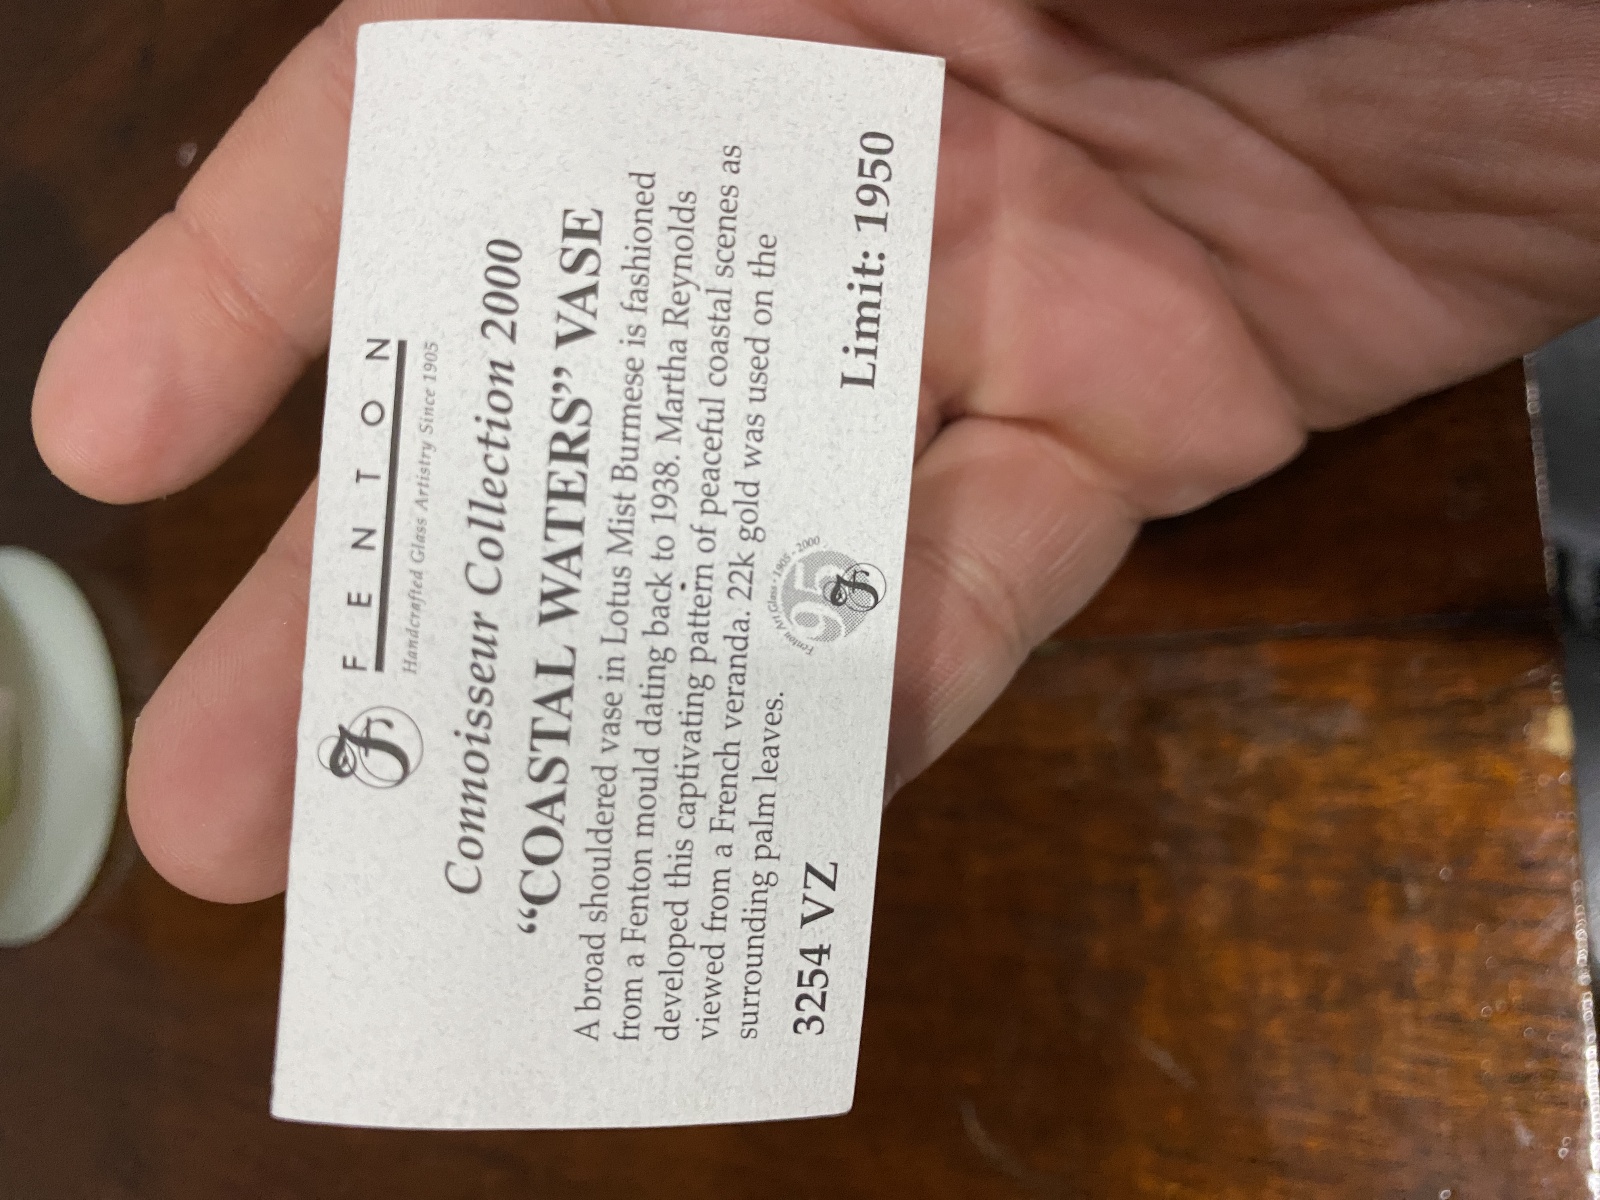 FENTON
Handcrafted Glass Artistry Since 1905
Connoisseur Collection 2000
“COASTAL WATERS” VASE
A broad shouldered vase in Lotus Mist Burmese is fashioned
from a Fenton mould dating back to 1938. Martha Reynolds
developed this captivating pattern of peaceful coastal scenes as
viewed from a French veranda. 22k gold was used on the
surrounding palm leaves.
Fenton Art Glass • 1905 - 2000
95
3254 VZ
Limit: 1950